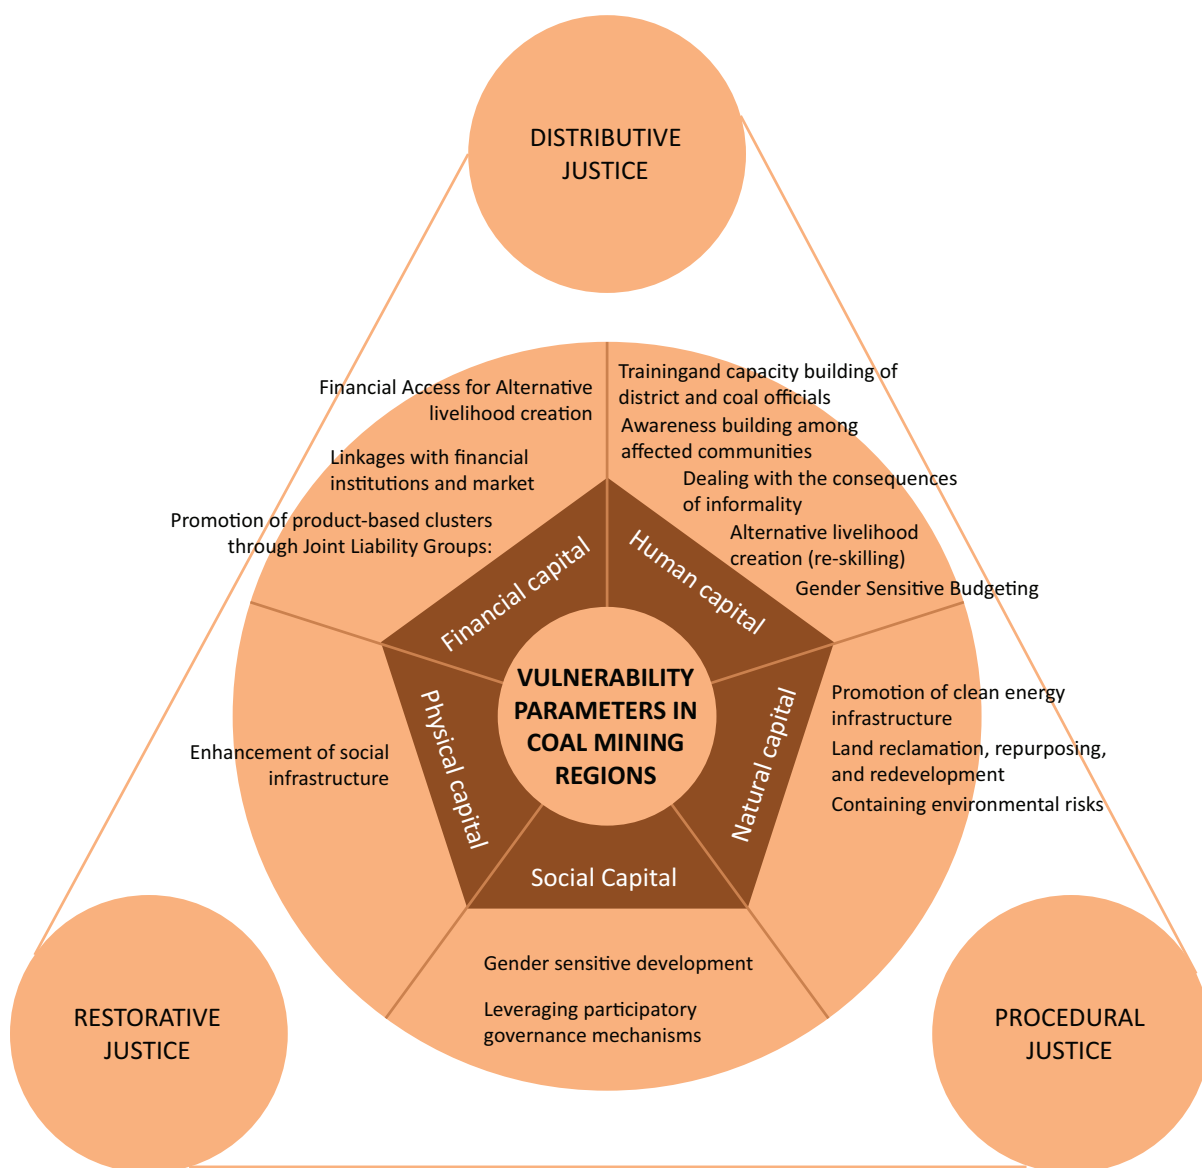 DISTRIBUTIVE
JUSTICE
Financial Access for Alternative
livelihood creation
Linkages with financial
institutions and market
Promotion of product-based clusters
through Joint Liability Groups:
Trainingand capacity building of
district and coal officials
Awareness building among
affected communities
Dealing with the consequences
of informality
Alternative livelihood
creation (re-skilling)
Gender Sensitive Budgeting
Financial capital
Human capital
VULNERABILITY
PARAMETERS IN
COAL MINING
REGIONS
Physical capital
Natural capital
Social Capital
Enhancement of social
infrastructure
Promotion of clean energy
infrastructure
Land reclamation, repurposing,
and redevelopment
Containing environmental risks
Gender sensitive development
Leveraging participatory
governance mechanisms
RESTORATIVE
JUSTICE
PROCEDURAL
JUSTICE